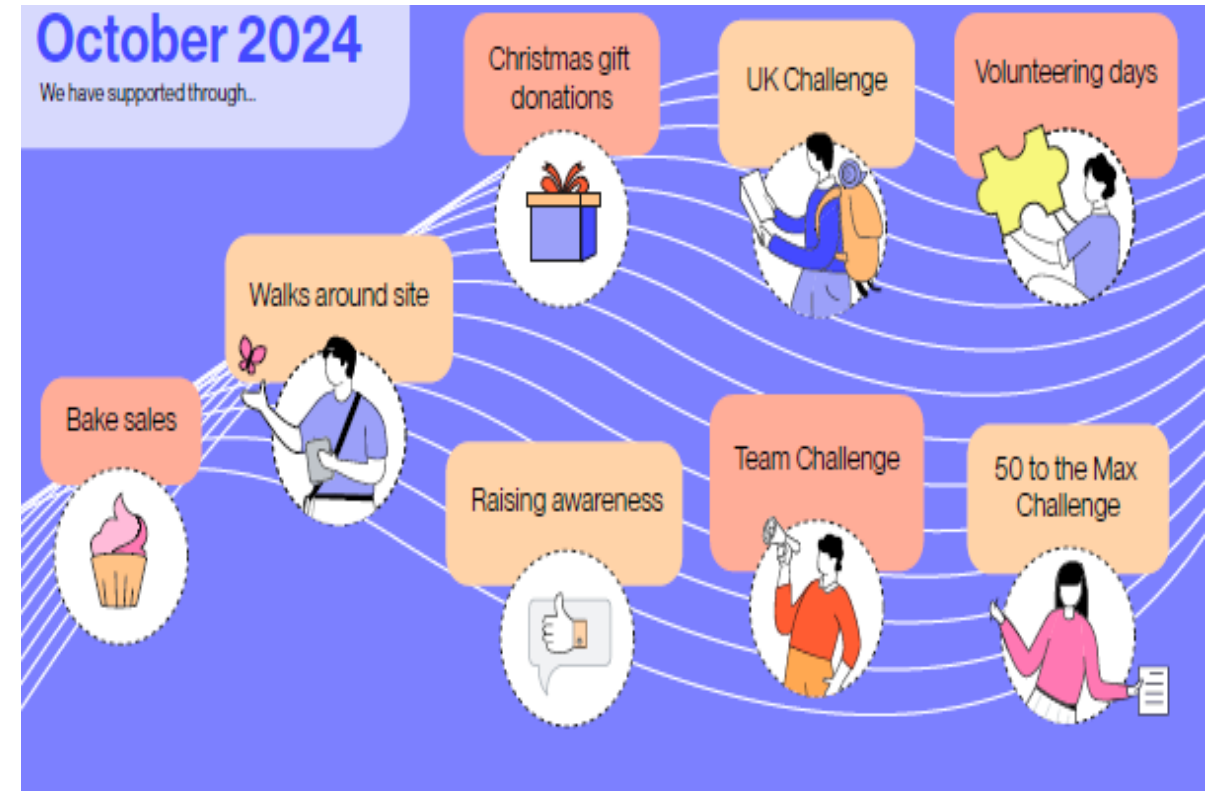 October 2024
We have supported through...
Christmas gift
donations
UK Challenge
Volunteering days
Walks around site
Bake sales
Raising awareness
Team Challenge
50 to the Max
Challenge